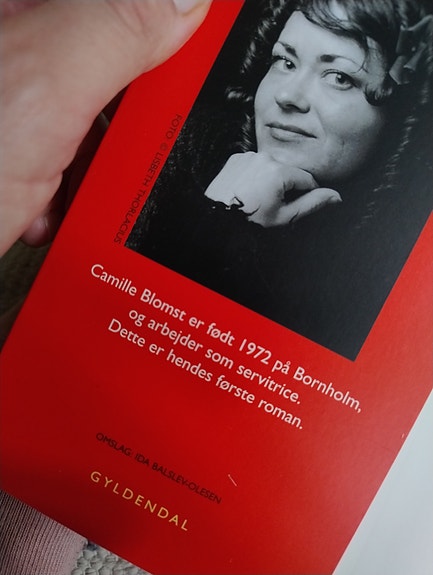 FOTO © LISBETH THORLACIUS
Camille Blomst er født 1972 på Bornholm,
og arbejder som servitrice.
Dette er hendes første roman.
OMSLAG: IDA BALSLEV-OLESEN
GYLDENDAL